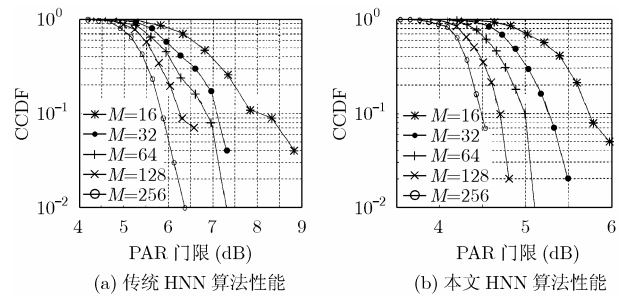 10^0
10^-1
10^-2
CCDF
M=16
M=32
M=64
M=128
M=256
4 5 6 7 8 9
PAR 门限 (dB)
(a) 传统 HNN 算法性能
10^0
10^-1
10^-2
CCDF
M=16
M=32
M=64
M=128
M=256
4 5 6
PAR 门限 (dB)
(b) 本文 HNN 算法性能